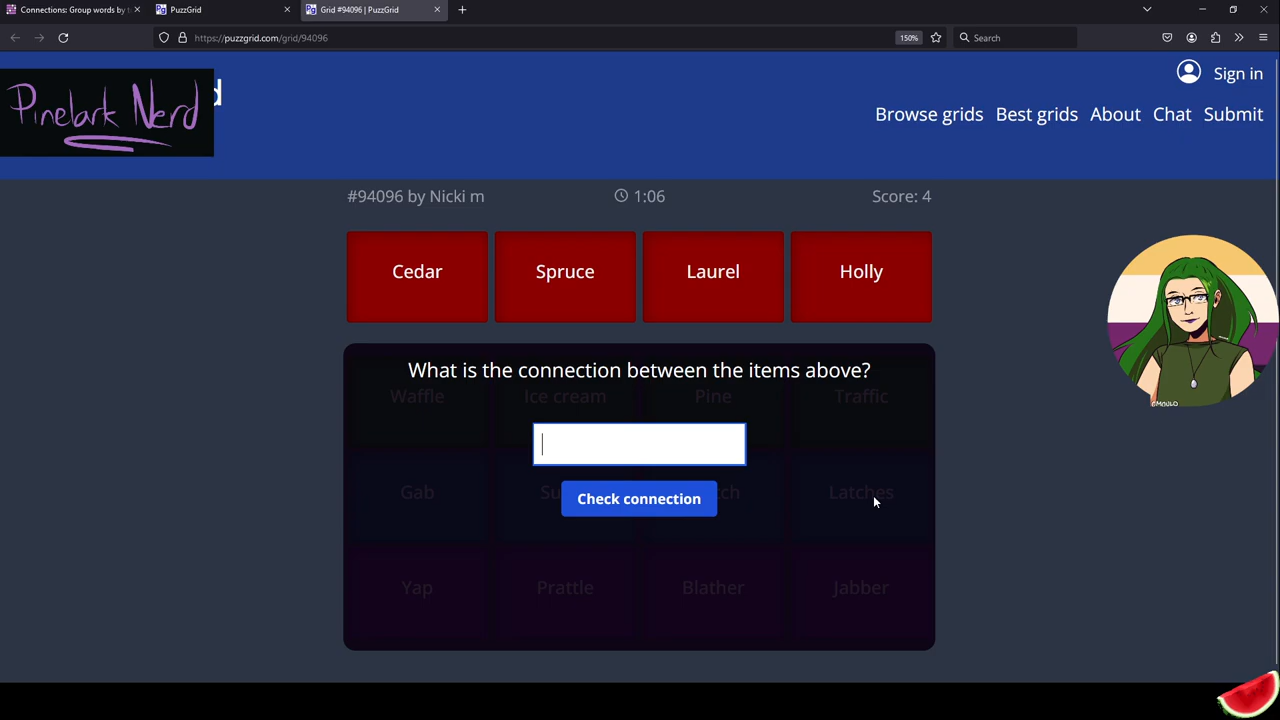 Connections: Group words by
PuzzGrid
Grid #94096 | PuzzGrid
https://puzzgrid.com/grid/94096
150%
Search
Pinelark Nerd
d
Sign in
Browse grids Best grids About Chat Submit
#94096 by Nicki m
1:06
Score: 4
Cedar Spruce Laurel Holly
What is the connection between the items above?
Waffle Ice cream Pine Traffic
Check connection
Gab Su ch Latches
Yap Prattle Blather Jabber